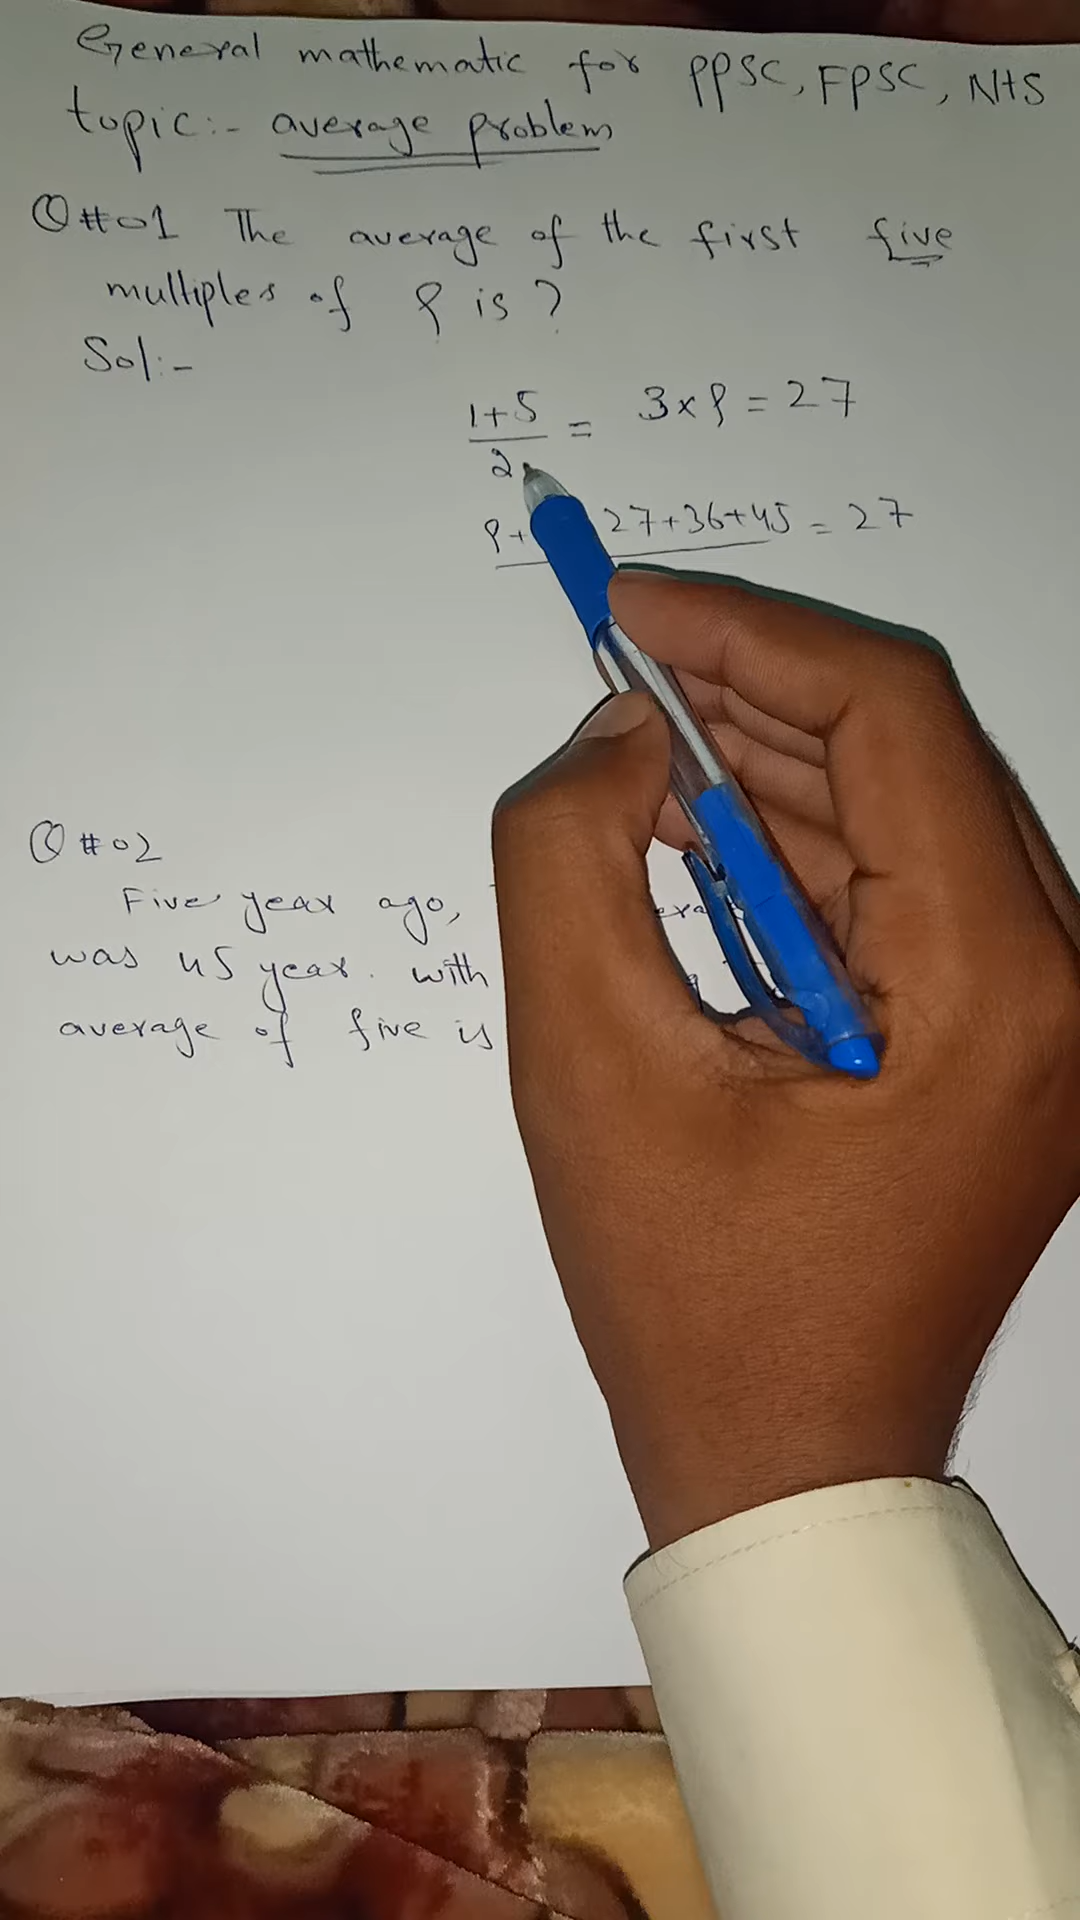 General mathematic for PPSC, FPSC, NTS
topic:- average problem
Q#01 The average of the first five
multiples of 9 is ?
Sol:-
1+5/2 = 3x9 = 27
9+ 27+36+45 = 27
Q#02
Five year ago,
was 45 year. with
average of five is